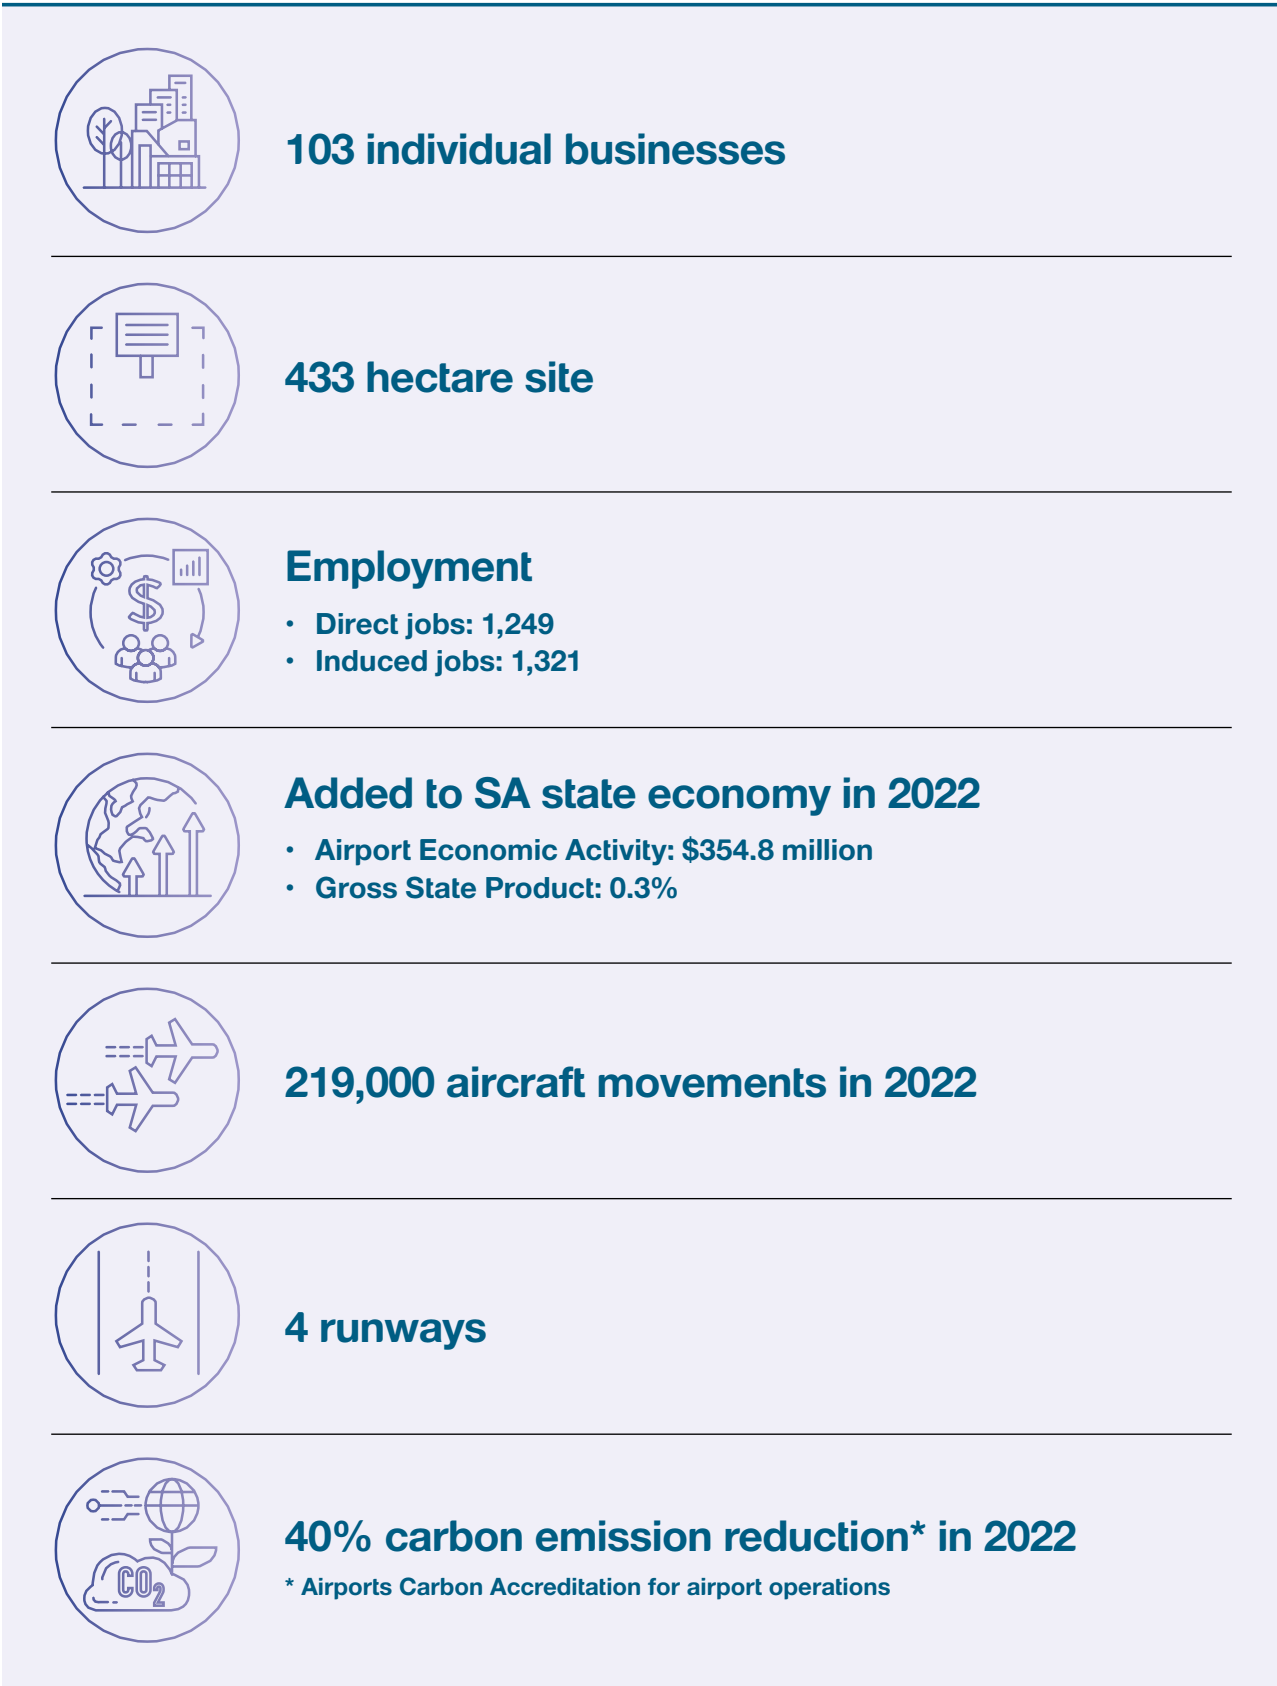 103 individual businesses
433 hectare site
Employment
• Direct jobs: 1,249
• Induced jobs: 1,321
Added to SA state economy in 2022
• Airport Economic Activity: $354.8 million
• Gross State Product: 0.3%
219,000 aircraft movements in 2022
4 runways
CO2
40% carbon emission reduction* in 2022
* Airports Carbon Accreditation for airport operations